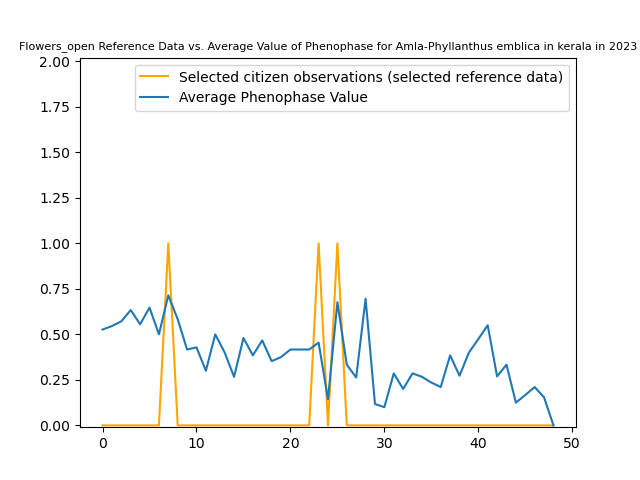 Flowers_open Reference Data vs. Average Value of Phenophase for Amla-Phyllanthus emblica in kerala in 2023
Selected citizen observations (selected reference data)
Average Phenophase Value
2.00
1.75
1.50
1.25
1.00
0.75
0.50
0.25
0.00
0 10 20 30 40 50